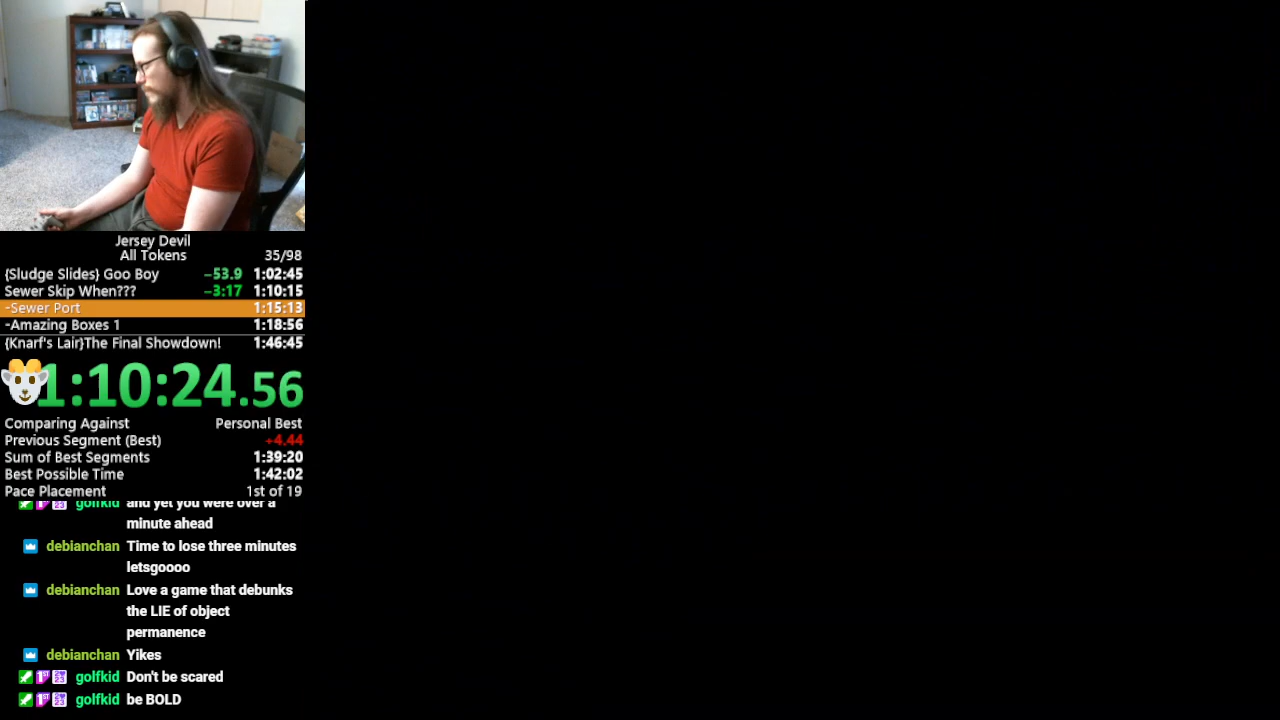 Jersey Devil
All Tokens 35/98
{Sludge Slides} Goo Boy -53.9 1:02:45
Sewer Skip When??? -3:17 1:10:15
-Sewer Port 1:15:13
-Amazing Boxes 1 1:18:56
{Knarf's Lair}The Final Showdown! 1:46:45
1:10:24.56
Comparing Against Personal Best
Previous Segment (Best) +4.44
Sum of Best Segments 1:39:20
Best Possible Time 1:42:02
Pace Placement 1st of 19
golfkid and yet you were over a
minute ahead
debianchan Time to lose three minutes
letsgoooo
debianchan Love a game that debunks
the LIE of object
permanence
debianchan Yikes
golfkid Don't be scared
golfkid be BOLD